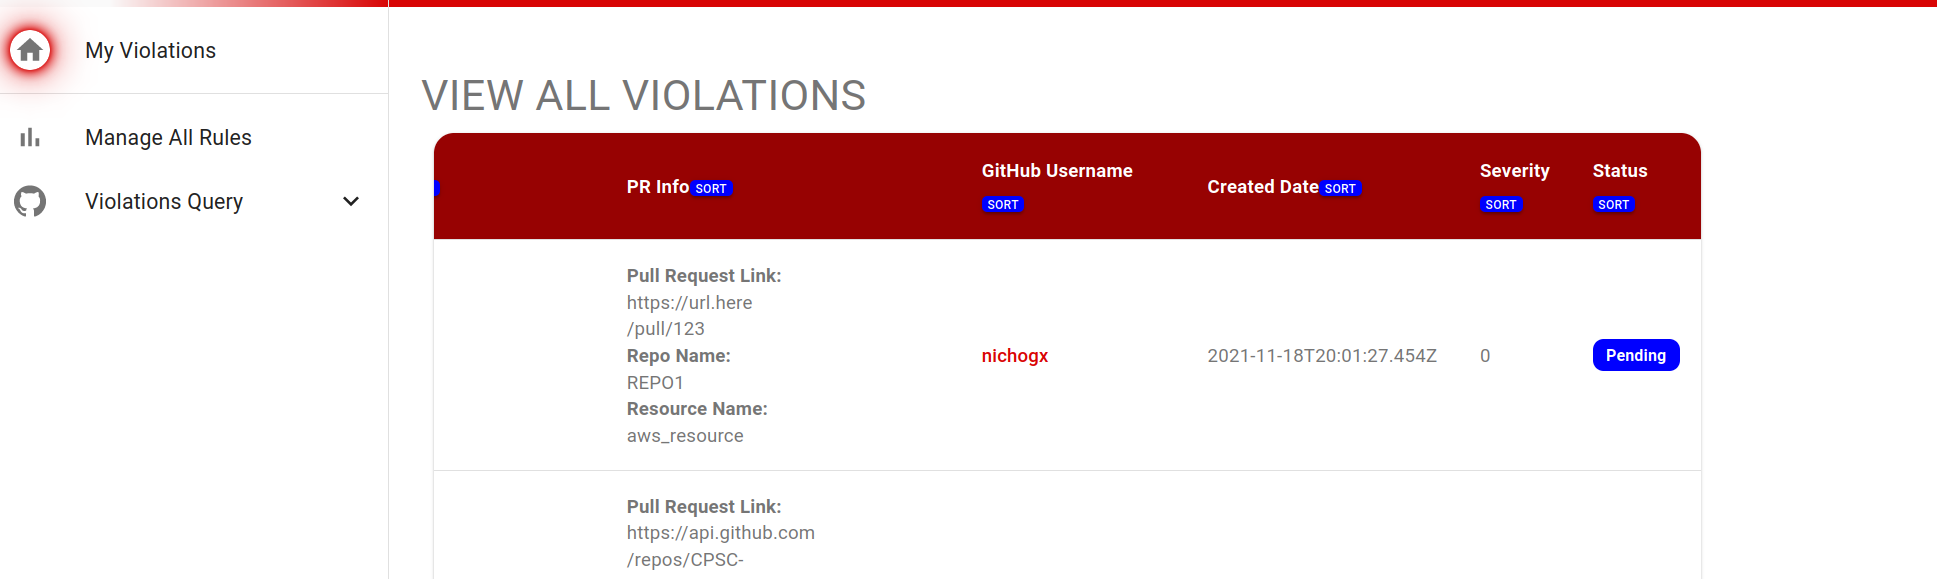 My Violations
Manage All Rules
Violations Query
VIEW ALL VIOLATIONS
PR Info SORT
GitHub Username
SORT
Created Date SORT
Severity
SORT
Status
SORT
Pull Request Link:
https://url.here
/pull/123
Repo Name:
REPO1
Resource Name:
aws_resource
nichogx
2021-11-18T20:01:27.454Z
0
Pending
Pull Request Link:
https://api.github.com
/repos/CPSC-